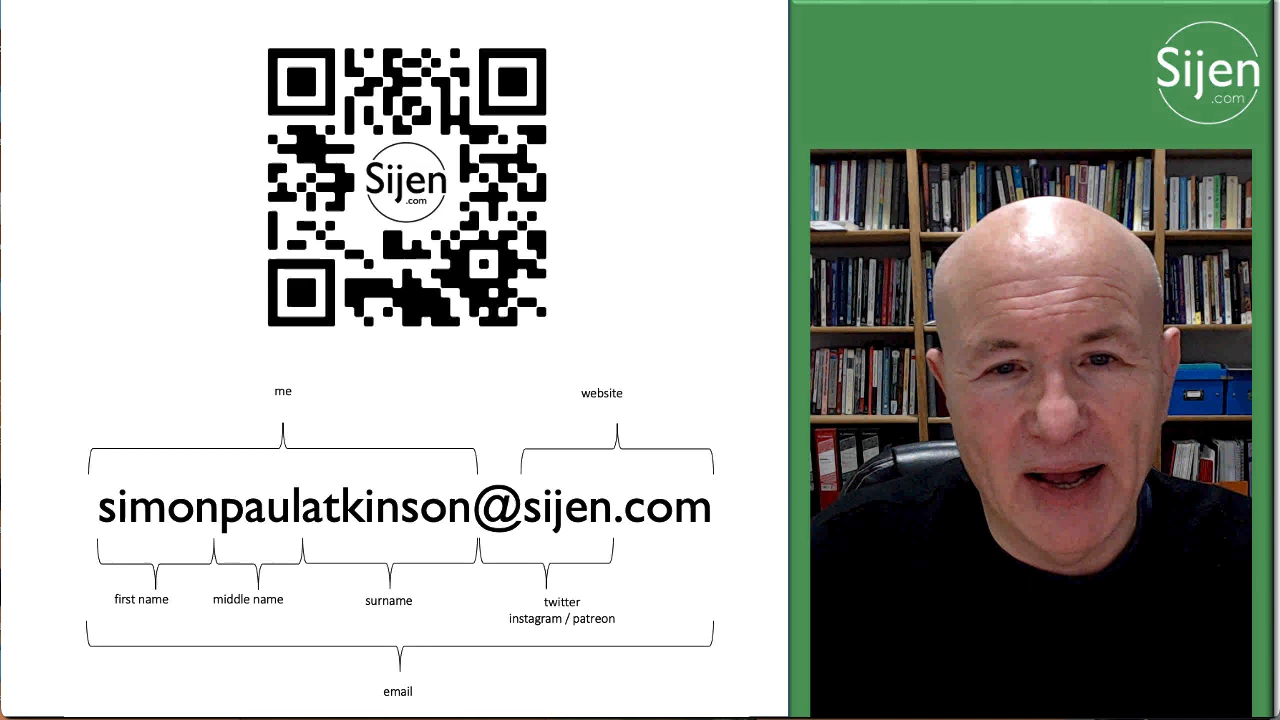 Sijen
.com
Sijen
.com
me
website
simonpaulatkinson@sijen.com
first name
middle name
surname
twitter
instagram / patreon
email